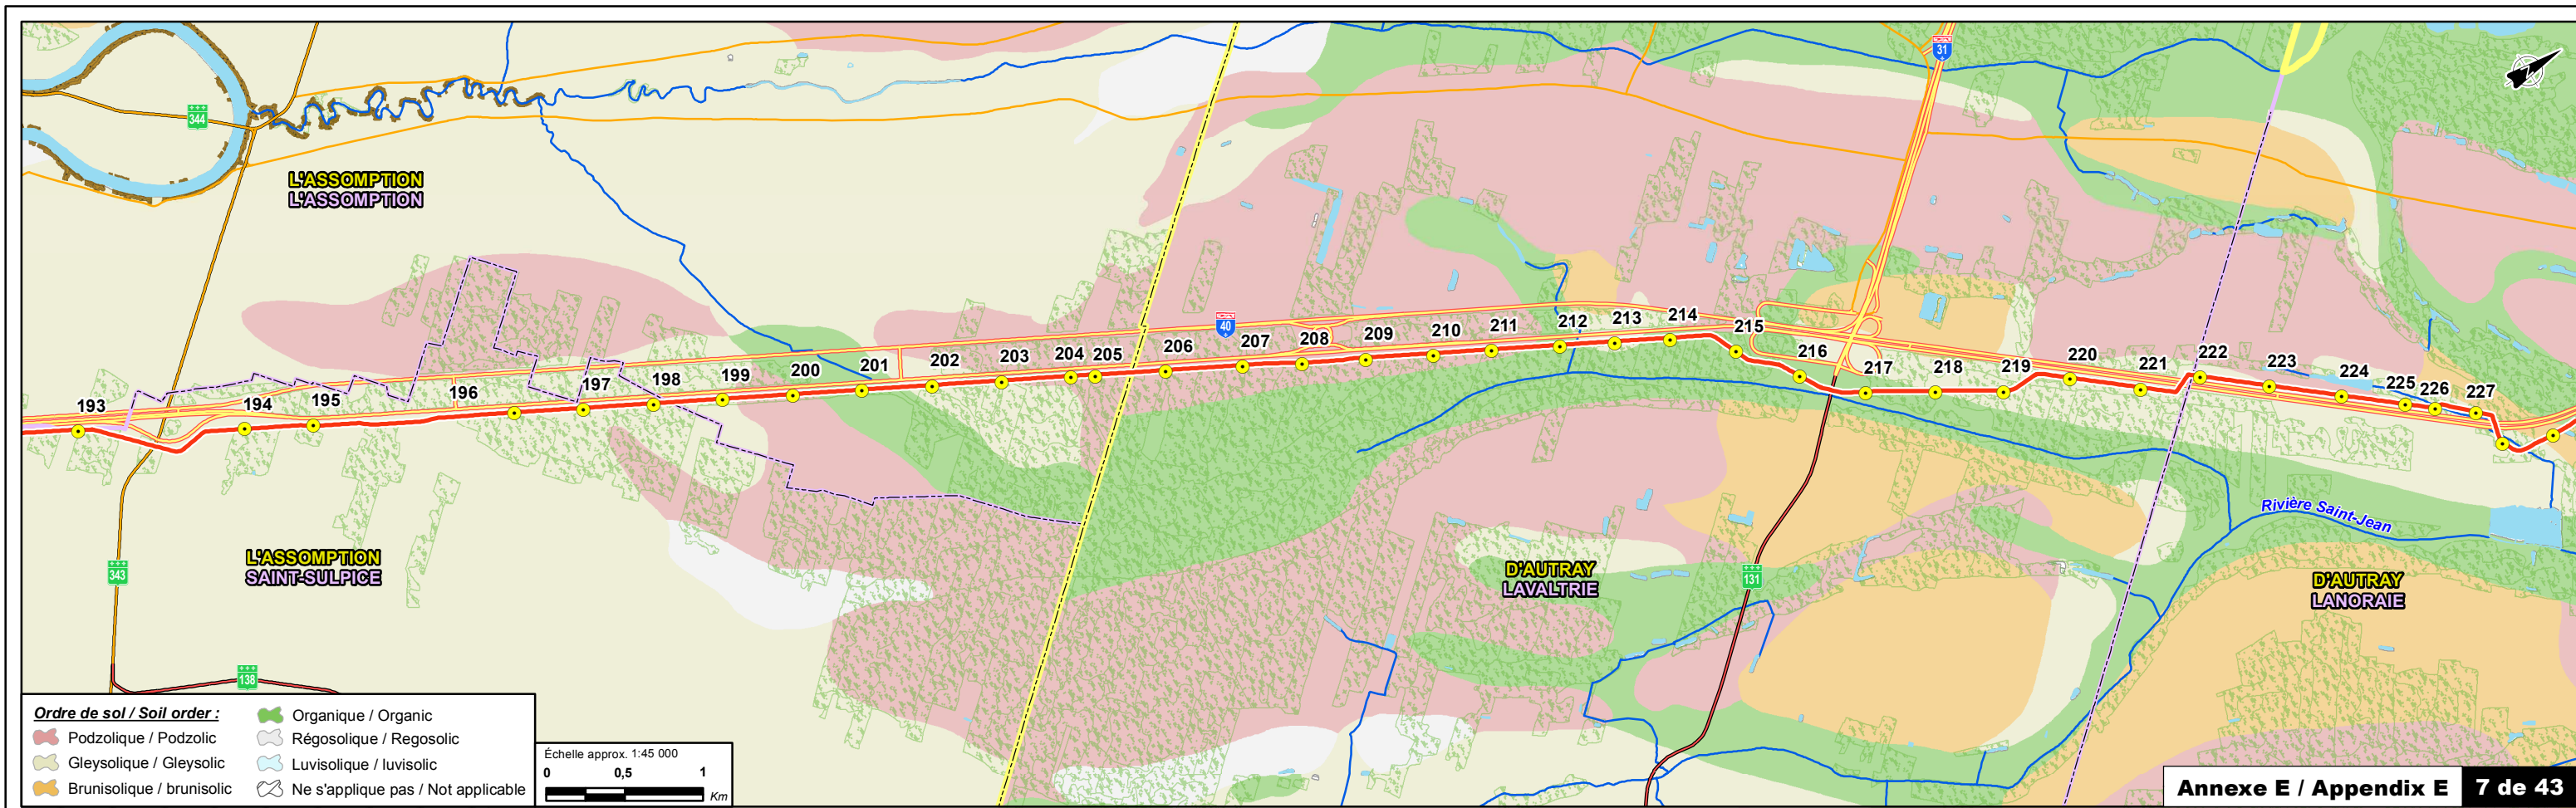 31
344
L'ASSOMPTION
L'ASSOMPTION
40
193
194
195
196
197
198
199
200
201
202
203
204
205
206
207
208
209
210
211
212
213
214
215
216
217
218
219
220
221
222
223
224
225
226
227
Rivière Saint-Jean
L'ASSOMPTION
SAINT-SULPICE
343
D'AUTRAY
LAVALTRIE
131
D'AUTRAY
LANORAIE
138
Ordre de sol / Soil order :
Podzolique / Podzolic
Gleysolique / Gleysolic
Brunisolique / brunisolic
Organique / Organic
Régosolique / Regosolic
Luvisolique / luvisolic
Ne s'applique pas / Not applicable
Échelle approx. 1:45 000
0 0,5 1
Km
Annexe E / Appendix E 7 de 43